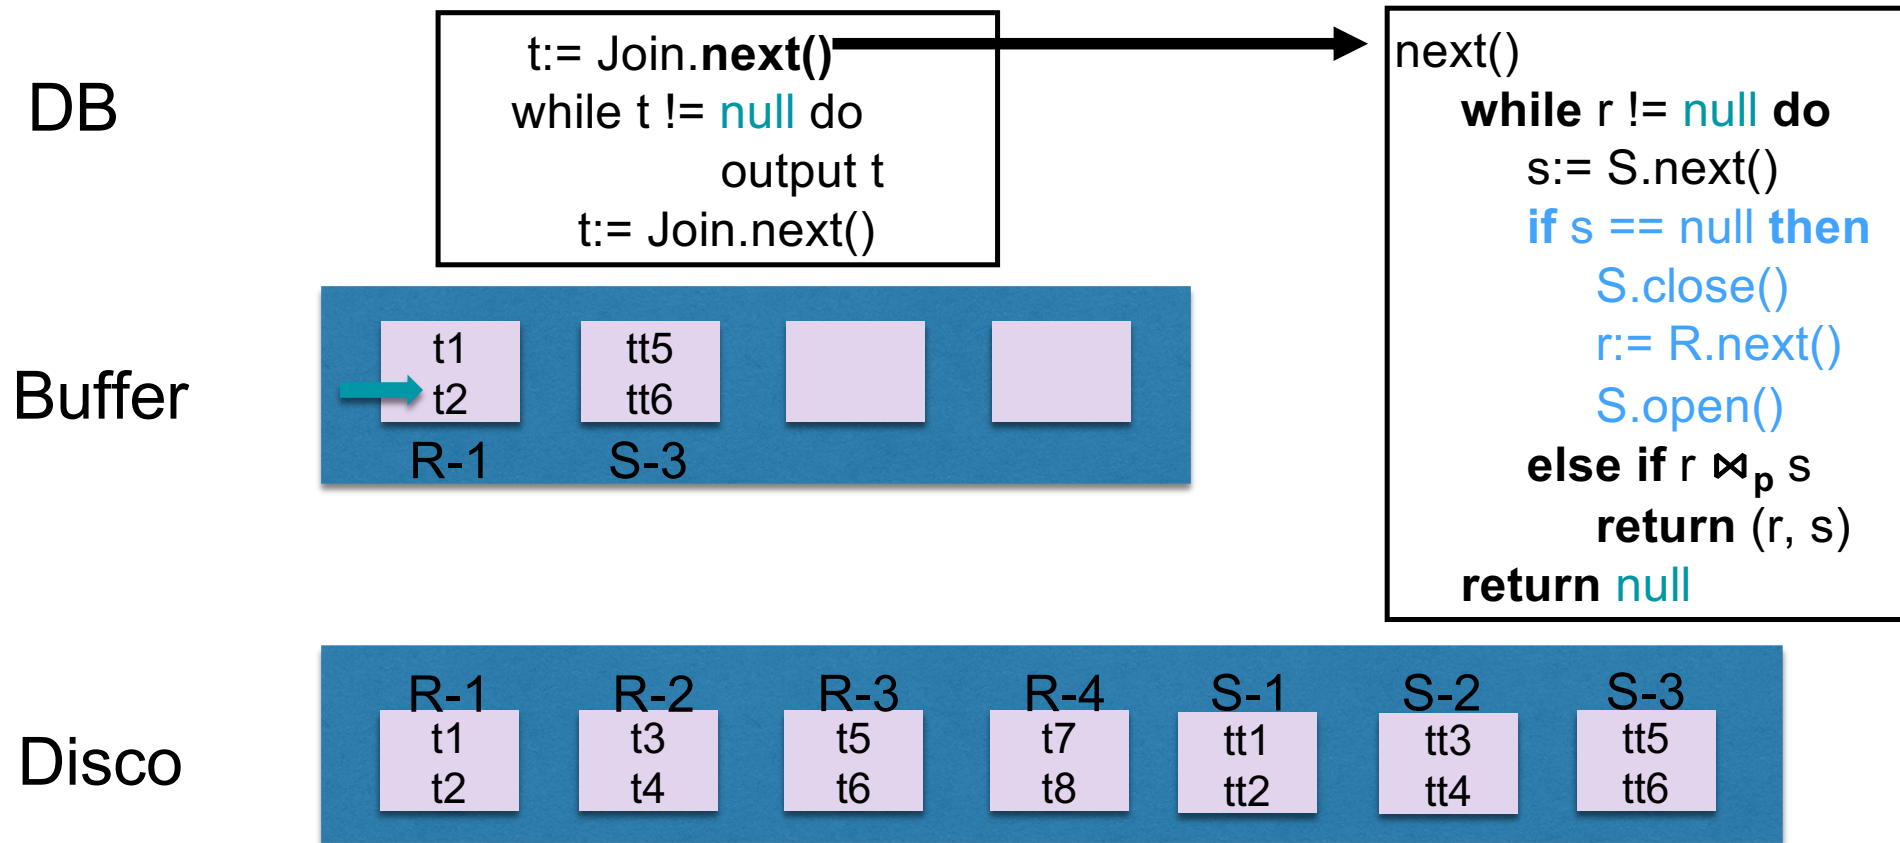 DB
t:= Join.next()
while t != null do
output t
t:= Join.next()
next()
while r != null do
s:= S.next()
if s == null then
S.close()
r:= R.next()
S.open()
else if r ⋈p s
return (r, s)
return null
Buffer
t1
t2
R-1
tt5
tt6
S-3
Disco
R-1
t1
t2
R-2
t3
t4
R-3
t5
t6
R-4
t7
t8
S-1
tt1
tt2
S-2
tt3
tt4
S-3
tt5
tt6